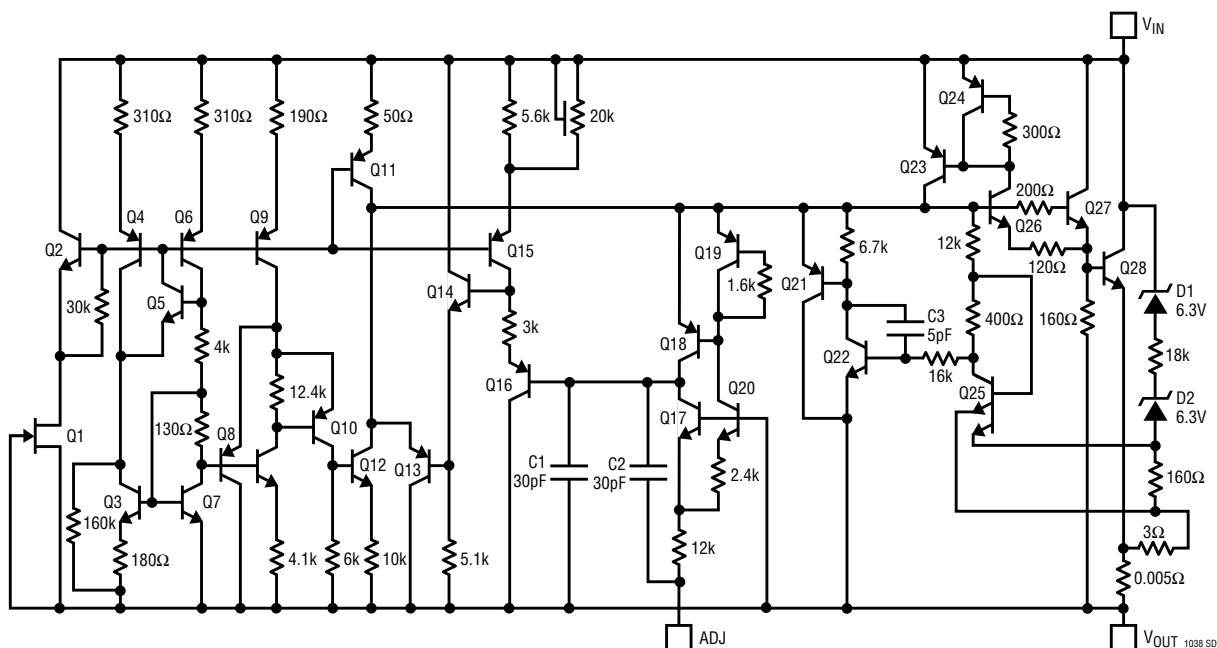 V_IN
Q24
310Ω
310Ω
190Ω
50Ω
5.6k
20k
300Ω
Q11
Q23
Q4
Q6
Q9
200Ω
Q27
Q26
Q2
Q15
Q19
6.7k
12k
120Ω
Q28
Q14
Q21
30k
Q5
1.6k
D1
6.3V
C3
5pF
400Ω
160Ω
4k
3k
Q18
Q22
18k
Q16
Q20
16k
12.4k
Q25
D2
6.3V
Q10
Q17
Q1
130Ω
Q8
Q12
Q13
C1
30pF
C2
30pF
2.4k
160Ω
Q3
Q7
160k
3Ω
180Ω
4.1k
6k
10k
5.1k
12k
0.005Ω
ADJ
V_OUT 1038 SD